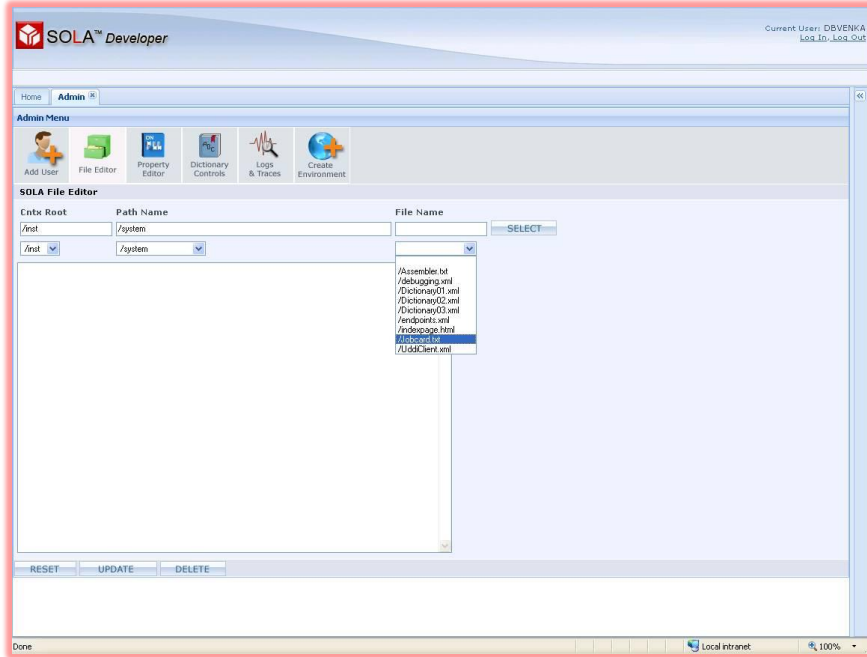 SOLA™ Developer
Current User: DBVENKA
Log In, Log Out
Home Admin
Admin Menu
Add User File Editor Property Editor Dictionary Controls Logs & Traces Create Environment
SOLA File Editor
Cntx Root Path Name File Name
/inst /system SELECT
/inst /system
/Assembler.txt
/debugging.xml
/Dictionary01.xml
/Dictionary02.xml
/Dictionary03.xml
/endpoints.xml
/indexpage.html
/Jobcard.txt
/UddiClient.xml
RESET UPDATE DELETE
Done Local intranet 100%